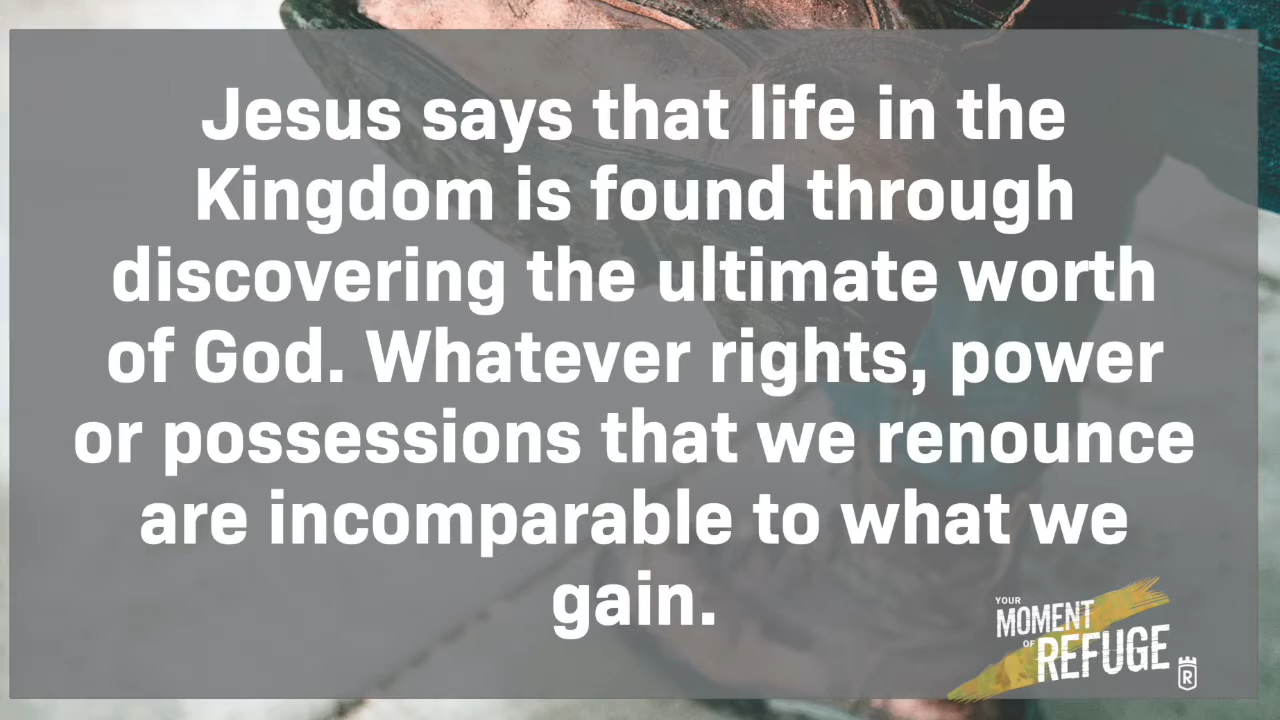 Jesus says that life in the
Kingdom is found through
discovering the ultimate worth
of God. Whatever rights, power
or possessions that we renounce
are incomparable to what we
gain.
YOUR
MOMENT
OF
REFUGE
R